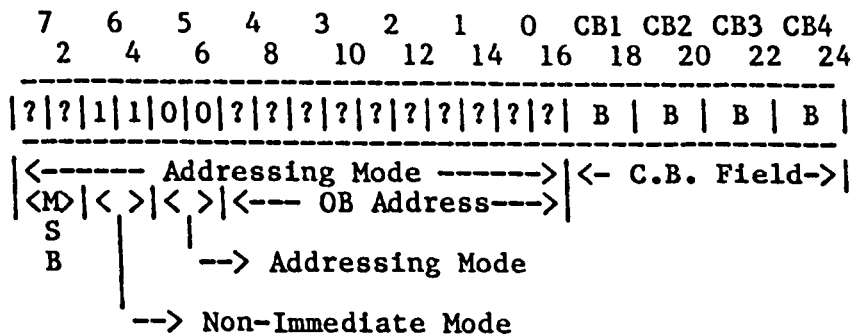 7 6 5 4 3 2 1 0 CB1 CB2 CB3 CB4
2 4 6 8 10 12 14 16 18 20 22 24
|?|?|1|1|0|0|?|?|?|?|?|?|?|?|?|?| B | B | B | B |
|<------ Addressing Mode ------>|<- C.B. Field->|
|<M>|< >|< >|<--- OB Address--->|
S
B --> Addressing Mode
--> Non-Immediate Mode